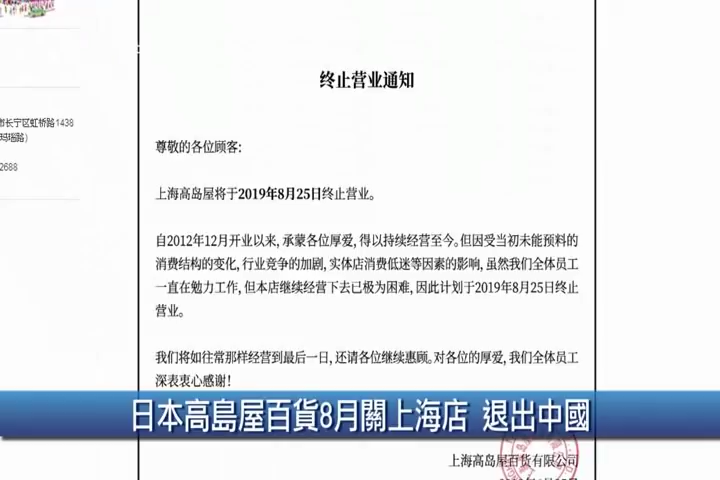 终止营业通知
市长宁区虹桥路1438
玛瑙路）
2688
尊敬的各位顾客：
上海高岛屋将于2019年8月25日终止营业。
自2012年12月开业以来, 承蒙各位厚爱, 得以持续经营至今。但因受当初未能预料的
消费结构的变化, 行业竞争的加剧, 实体店消费低迷等因素的影响, 虽然我们全体员工
一直在勉力工作, 但本店继续经营下去已极为困难, 因此计划于2019年8月25日终止
营业。
我们将如往常那样经营到最后一日, 还请各位继续惠顾。对各位的厚爱, 我们全体员工
深表衷心感谢！
日本高島屋百貨8月關上海店 退出中國
上海高岛屋百货有限公司